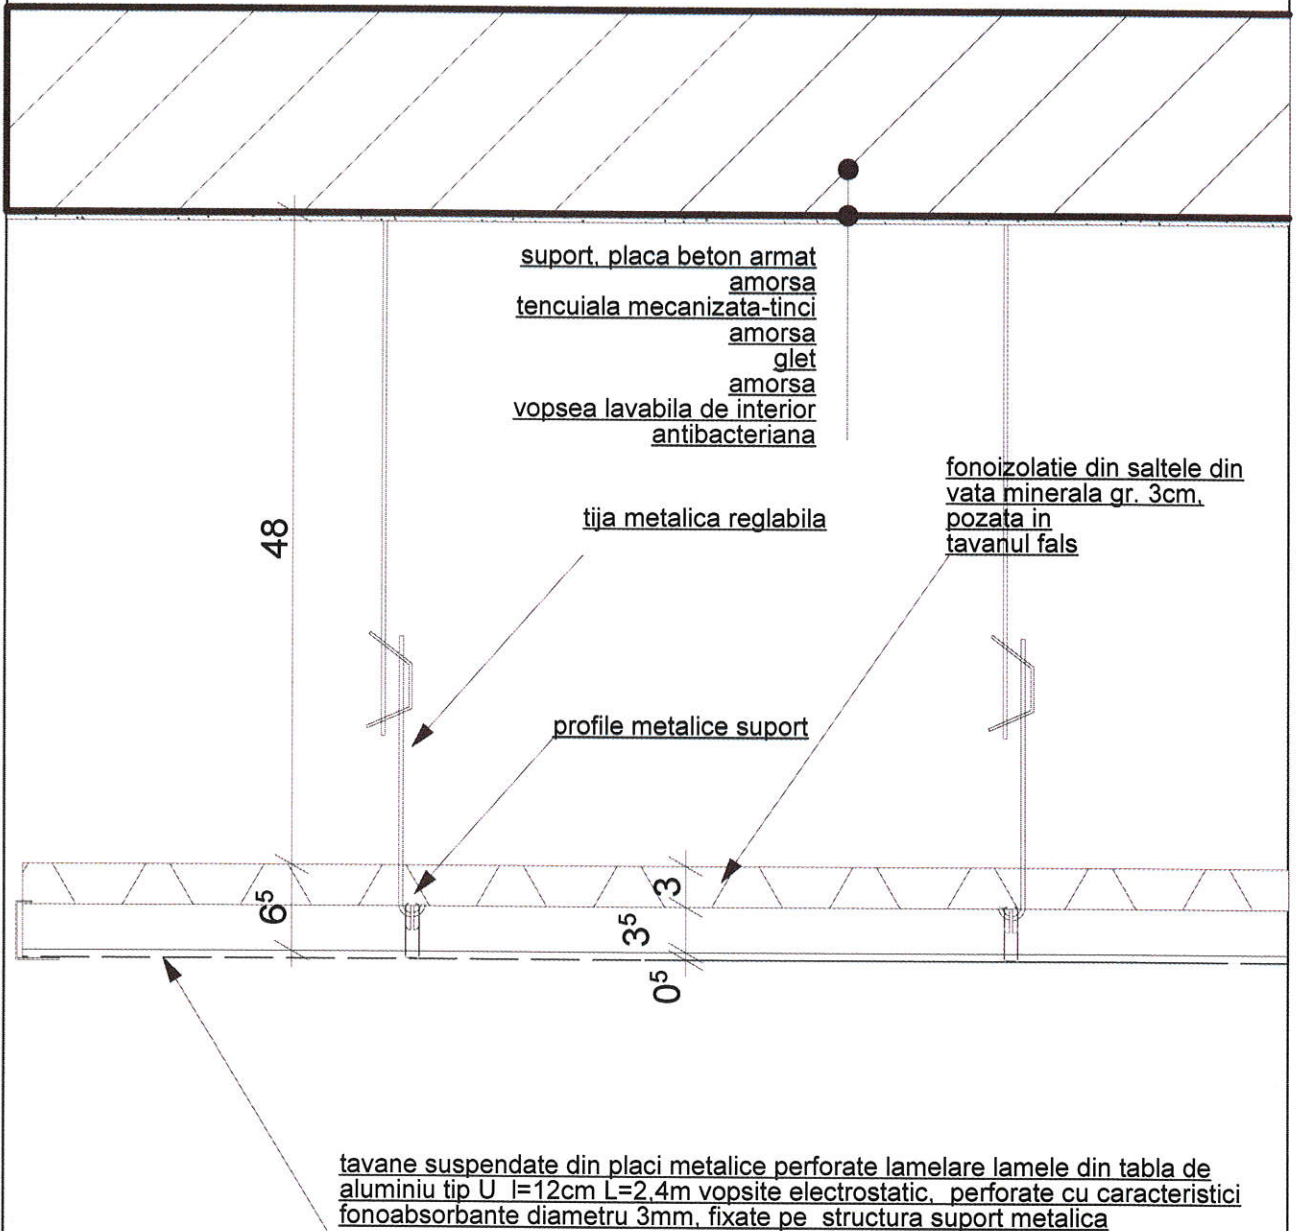 suport, placa beton armat
amorsa
tencuiala mecanizata-tinci
amorsa
glet
amorsa
vopsea lavabila de interior
antibacteriana
fonoizolatie din saltele din
vata minerala gr. 3cm,
pozata in
tavanul fals
tija metalica reglabila
48
profile metalice suport
6⁵
3
3⁵
0⁵
tavane suspendate din placi metalice perforate lamelare lamele din tabla de
aluminiu tip U l=12cm L=2,4m vopsite electrostatic, perforate cu caracteristici
fonoabsorbante diametru 3mm, fixate pe structura suport metalica